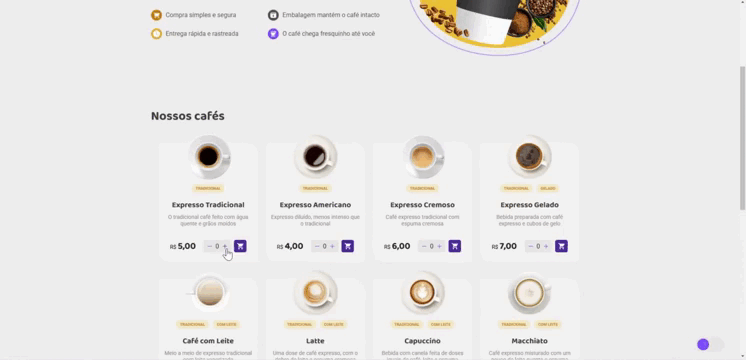 Compra simples e segura
Embalagem mantém o café intacto
Entrega rápida e rastreada
O café chega fresquinho até você
Nossos cafés
TRADICIONAL
TRADICIONAL
TRADICIONAL
TRADICIONAL GELADO
Expresso Tradicional
Expresso Americano
Expresso Cremoso
Expresso Gelado
O tradicional café feito com água
quente e grãos moídos
Expresso diluído, menos intenso que
o tradicional
Café expresso tradicional com
espuma cremosa
Bebida preparada com café
expresso e cubos de gelo
R$ 5,00 − 0 +
R$ 4,00 − 0 +
R$ 6,00 − 0 +
R$ 7,00 − 0 +
TRADICIONAL COM LEITE
TRADICIONAL COM LEITE
TRADICIONAL COM LEITE
TRADICIONAL COM LEITE
Café com Leite
Latte
Capuccino
Macchiato
Meio a meio de expresso tradicional
Uma dose de café expresso, com o
Bebida com canela feita de doses
Café expresso misturado com um